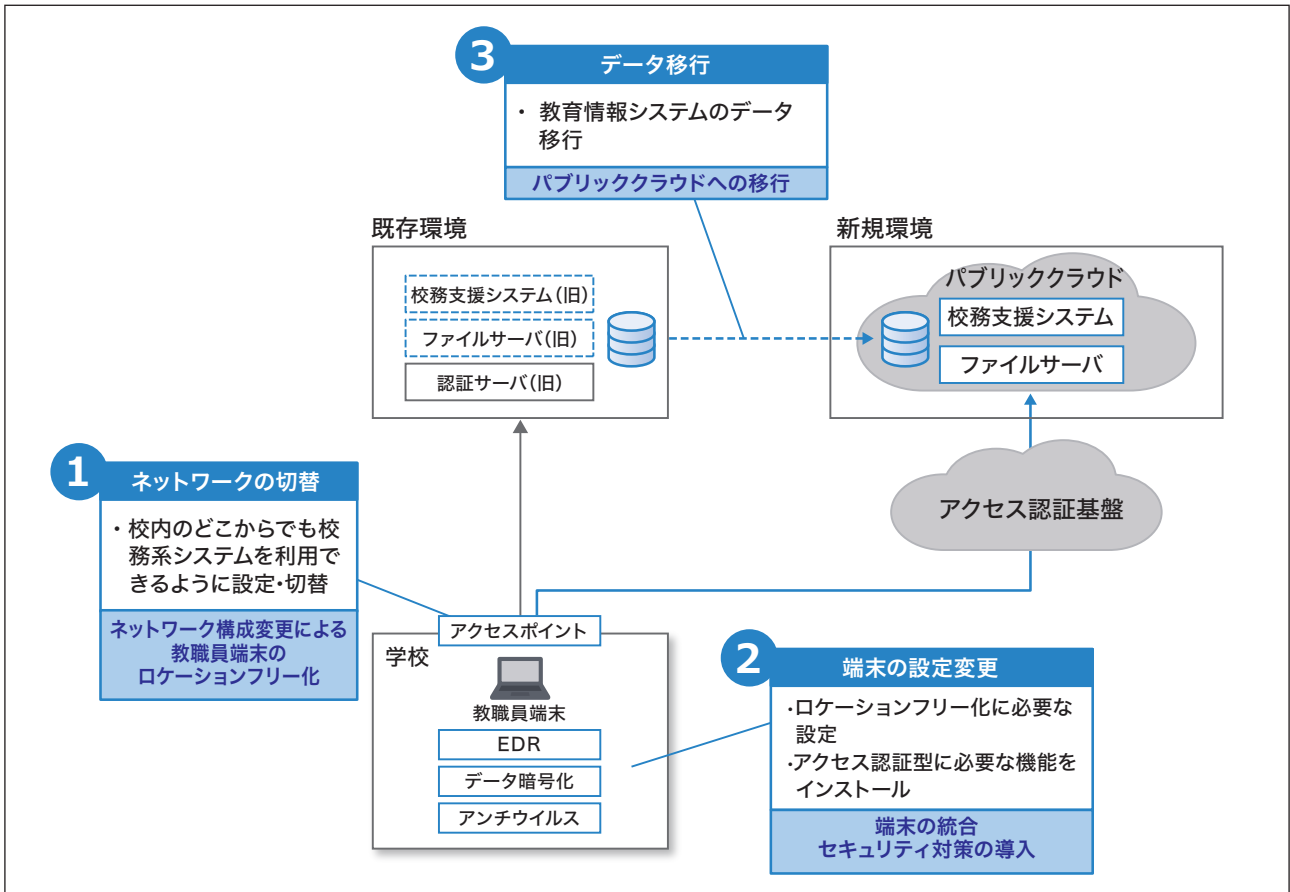 3
データ移行
・ 教育情報システムのデータ
移行
パブリッククラウドへの移行
既存環境
校務支援システム(旧)
ファイルサーバ(旧)
認証サーバ(旧)
新規環境
パブリッククラウド
校務支援システム
ファイルサーバ
アクセス認証基盤
1
ネットワークの切替
・校内のどこからでも校
務系システムを利用で
きるように設定・切替
ネットワーク構成変更による
教職員端末の
ロケーションフリー化
アクセスポイント
学校
教職員端末
EDR
データ暗号化
アンチウイルス
2
端末の設定変更
・ロケーションフリー化に必要な
設定
・アクセス認証型に必要な機能を
インストール
端末の統合
セキュリティ対策の導入